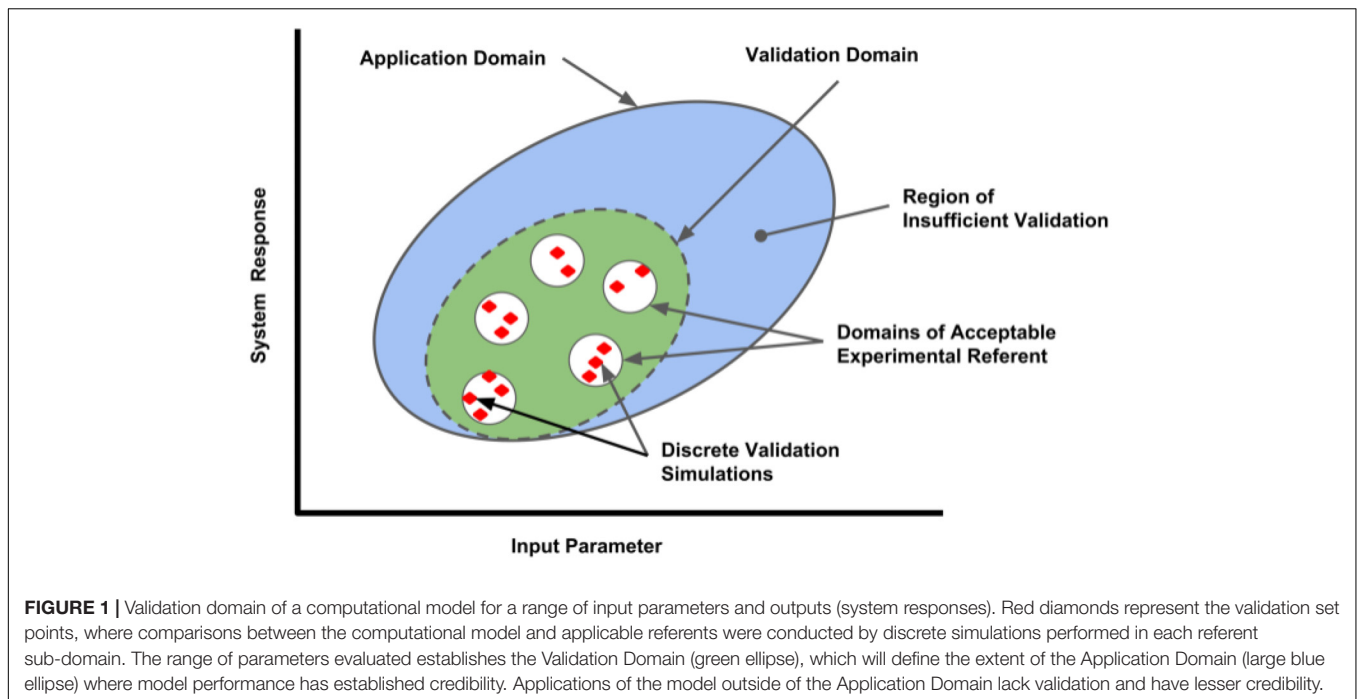 Application Domain
Validation Domain
Region of
Insufficient Validation
System Response
Domains of Acceptable
Experimental Referent
Discrete Validation
Simulations
Input Parameter
FIGURE 1 | Validation domain of a computational model for a range of input parameters and outputs (system responses). Red diamonds represent the validation set
points, where comparisons between the computational model and applicable referents were conducted by discrete simulations performed in each referent
sub-domain. The range of parameters evaluated establishes the Validation Domain (green ellipse), which will define the extent of the Application Domain (large blue
ellipse) where model performance has established credibility. Applications of the model outside of the Application Domain lack validation and have lesser credibility.